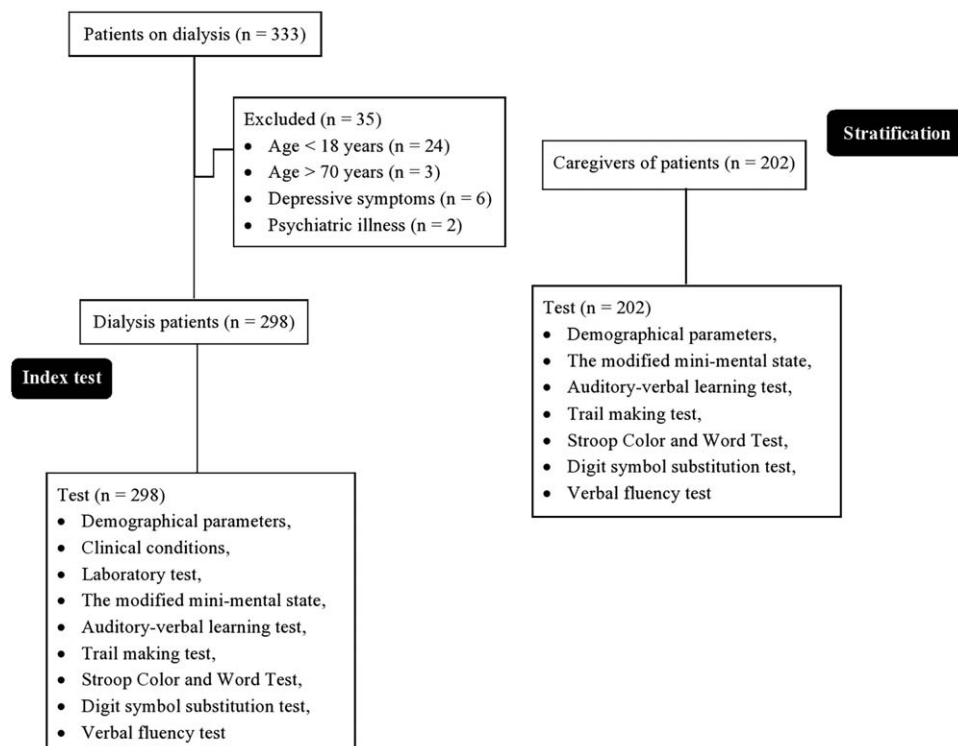 Patients on dialysis (n = 333)
Excluded (n = 35)
• Age < 18 years (n = 24)
• Age > 70 years (n = 3)
• Depressive symptoms (n = 6)
• Psychiatric illness (n = 2)
Stratification
Caregivers of patients (n = 202)
Dialysis patients (n = 298)
Index test
Test (n = 202)
• Demographical parameters,
• The modified mini-mental state,
• Auditory-verbal learning test,
• Trail making test,
• Stroop Color and Word Test,
• Digit symbol substitution test,
• Verbal fluency test
Test (n = 298)
• Demographical parameters,
• Clinical conditions,
• Laboratory test,
• The modified mini-mental state,
• Auditory-verbal learning test,
• Trail making test,
• Stroop Color and Word Test,
• Digit symbol substitution test,
• Verbal fluency test